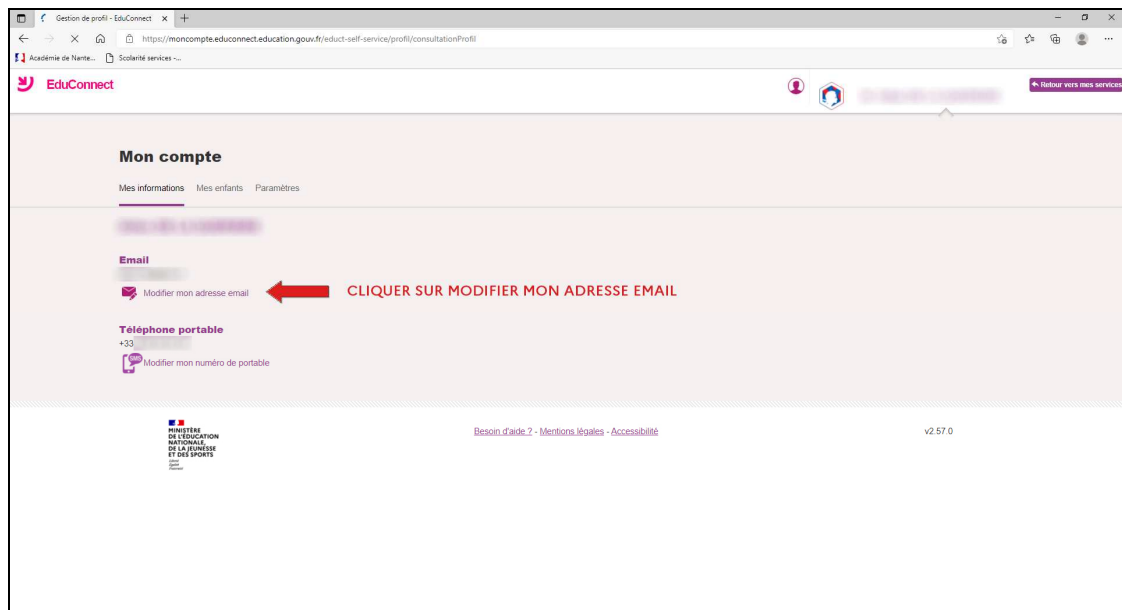 Gestion de profil - EduConnect
https://moncompte.educonnect.education.gouv.fr/educt-self-service/profil/consultationProfil
Académie de Nante...
Scolarité services -...
EduConnect
Retour vers mes services
Mon compte
Mes informations Mes enfants Paramètres
Email
Modifier mon adresse email
CLIQUER SUR MODIFIER MON ADRESSE EMAIL
Téléphone portable
+33
SMS
Modifier mon numéro de portable
MINISTÈRE
DE L'ÉDUCATION
NATIONALE,
DE LA JEUNESSE
ET DES SPORTS
Liberté
Égalité
Fraternité
Besoin d'aide ? - Mentions légales - Accessibilité
v2.57.0